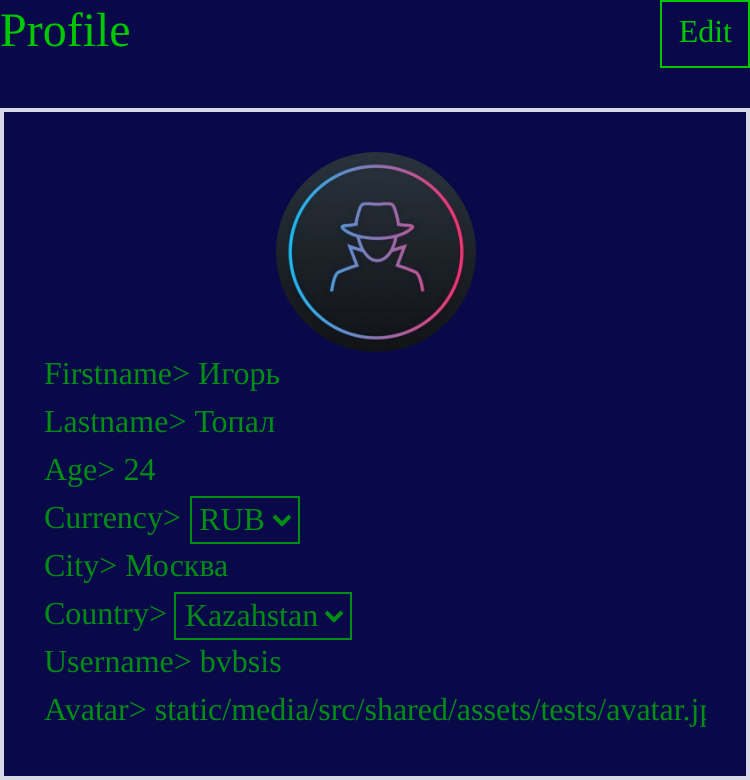 Profile
Edit
Firstname> Игорь
Lastname> Топал
Age> 24
Currency> RUB
City> Москва
Country> Kazahstan
Username> bvbsis
Avatar> static/media/src/shared/assets/tests/avatar.jp